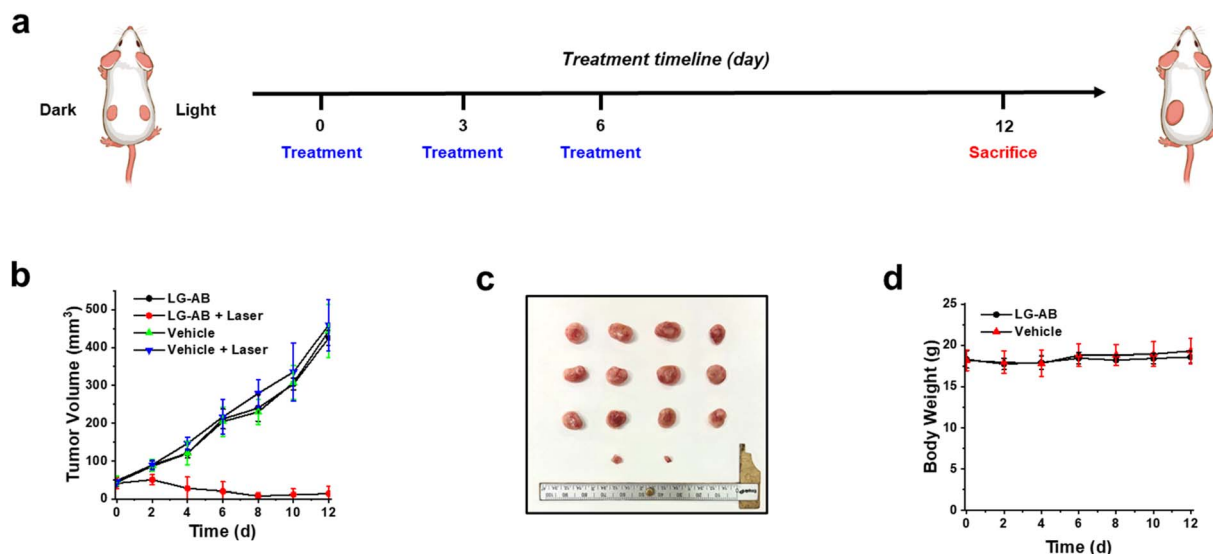 a
Treatment timeline (day)
Dark
Light
0
3
6
12
Treatment
Treatment
Treatment
Sacrifice
b
LG-AB
LG-AB + Laser
Vehicle
Vehicle + Laser
Tumor Volume (mm³)
500
400
300
200
100
0
0 2 4 6 8 10 12
Time (d)
c
d
LG-AB
Vehicle
Body Weight (g)
25
20
15
10
5
0
0 2 4 6 8 10 12
Time (d)